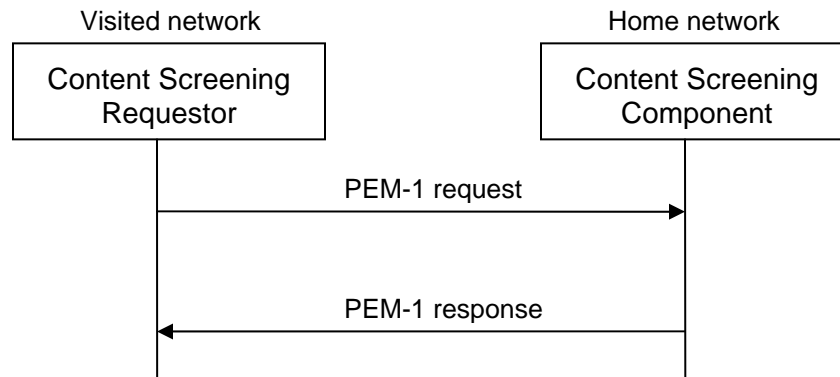 Visited network
Home network
Content Screening
Requestor
Content Screening
Component
PEM-1 request
PEM-1 response